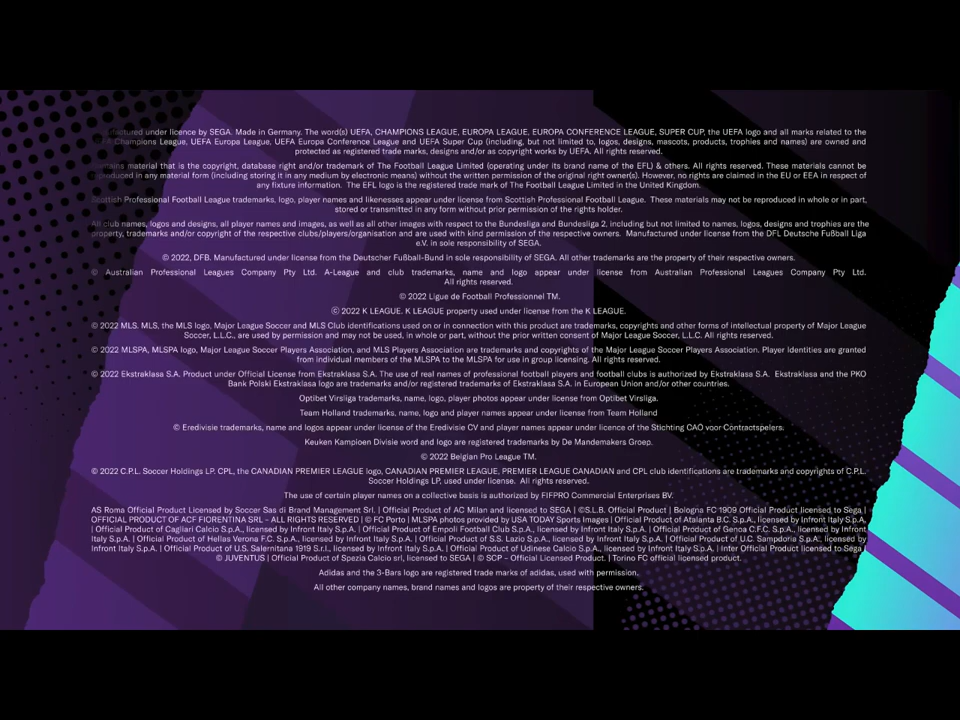 under licence by SEGA. Made in Germany. The word(s) UEFA, CHAMPIONS LEAGUE, EUROPA LEAGUE, EUROPA CONFERENCE LEAGUE, SUPER CUP, the UEFA logo and all marks related to the
Champions League, UEFA Europa League, UEFA Europa Conference League and UEFA Super Cup (including, but not limited to, logos, designs, mascots, products, trophies and names) are owned and
protected as registered trade marks, designs and/or as copyright works by UEFA. All rights reserved.
material that is the copyright, database right and/or trademark of The Football League Limited (operating under its brand name of the EFL) & others. All rights reserved. These materials cannot be
in any material form (including storing it in any medium by electronic means) without the written permission of the original right owner(s). However, no rights are claimed in the EU or EEA in respect of
any fixture information. The EFL logo is the registered trade mark of The Football League Limited in the United Kingdom.
Scottish Professional Football League trademarks, logo, player names and likenesses appear under license from Scottish Professional Football League. These materials may not be reproduced in whole or in part,
stored or transmitted in any form without prior permission of the rights holder.
All club names, logos and designs, all player names and images, as well as all other images with respect to the Bundesliga and Bundesliga 2, including but not limited to names, logos, designs and trophies are the
property, trademarks and/or copyright of the respective clubs/players/organisation and are used with kind permission of the respective owners. Manufactured under license from the DFL Deutsche Fußball Liga
e.V. in sole responsibility of SEGA.
© 2022, DFB. Manufactured under license from the Deutscher Fußball-Bund in sole responsibility of SEGA. All other trademarks are the property of their respective owners.
© Australian Professional Leagues Company Pty Ltd. A-League and club trademarks, name and logo appear under license from Australian Professional Leagues Company Pty Ltd.
All rights reserved.
© 2022 Ligue de Football Professionnel TM.
ⓒ 2022 K LEAGUE. K LEAGUE property used under license from the K LEAGUE.
© 2022 MLS. MLS, the MLS logo, Major League Soccer and MLS Club identifications used on or in connection with this product are trademarks, copyrights and other forms of intellectual property of Major League
Soccer, L.L.C., are used by permission and may not be used, in whole or part, without the prior written consent of Major League Soccer, L.L.C. All rights reserved.
© 2022 MLSPA, MLSPA logo, Major League Soccer Players Association, and MLS Players Association are trademarks and copyrights of the Major League Soccer Players Association. Player identities are granted
from individual members of the MLSPA to the MLSPA for use in group licensing. All rights reserved.
© 2022 Ekstraklasa S.A. Product under Official License from Ekstraklasa S.A. The use of real names of professional football players and football clubs is authorized by Ekstraklasa S.A. Ekstraklasa and the PKO
Bank Polski Ekstraklasa logo are trademarks and/or registered trademarks of Ekstraklasa S.A. in European Union and/or other countries.
Optibet Virsliga trademarks, name, logo, player photos appear under license from Optibet Virsliga.
Team Holland trademarks, name, logo and player names appear under license from Team Holland
© Eredivisie trademarks, name and logos appear under license of the Eredivisie CV and player names appear under licence of the Stichting CAO voor Contractspelers.
Keuken Kampioen Divisie word and logo are registered trademarks by De Mandemakers Groep.
© 2022 Belgian Pro League TM.
© 2022 C.P.L. Soccer Holdings LP. CPL, the CANADIAN PREMIER LEAGUE logo, CANADIAN PREMIER LEAGUE, PREMIER LEAGUE CANADIAN and CPL club identifications are trademarks and copyrights of C.P.L.
Soccer Holdings LP, used under license. All rights reserved.
The use of certain player names on a collective basis is authorized by FIFPRO Commercial Enterprises BV.
AS Roma Official Product Licensed by Soccer Sas di Brand Management Srl. | Official Product of AC Milan and licensed to SEGA | ©S.L.B. Official Product | Bologna FC 1909 Official Product licensed to Sega |
OFFICIAL PRODUCT OF ACF FIORENTINA SRL – ALL RIGHTS RESERVED | © FC Porto | MLSPA photos provided by USA TODAY Sports Images | Official Product of Atalanta B.C. S.p.A., licensed by Infront Italy S.p.A.
| Official Product of Cagliari Calcio S.p.A., licensed by Infront Italy S.p.A. | Official Product of Empoli Football Club S.p.A., licensed by Infront Italy S.p.A. | Official Product of Genoa C.F.C. S.p.A., licensed by Infront
Italy S.p.A. | Official Product of Hellas Verona F.C. S.p.A., licensed by Infront Italy S.p.A. | Official Product of S.S. Lazio S.p.A., licensed by Infront Italy S.p.A. | Official Product of U.C. Sampdoria S.p.A., licensed by
Infront Italy S.p.A. | Official Product of U.S. Salernitana 1919 S.r.l., licensed by Infront Italy S.p.A. | Official Product of Udinese Calcio S.p.A., licensed by Infront Italy S.p.A. | Inter Official Product licensed to Sega |
© JUVENTUS | Official Product of Spezia Calcio srl, licensed to SEGA | © SCP – Official Licensed Product. | Torino FC official licensed product.
Adidas and the 3-Bars logo are registered trade marks of adidas, used with permission.
All other company names, brand names and logos are property of their respective owners.